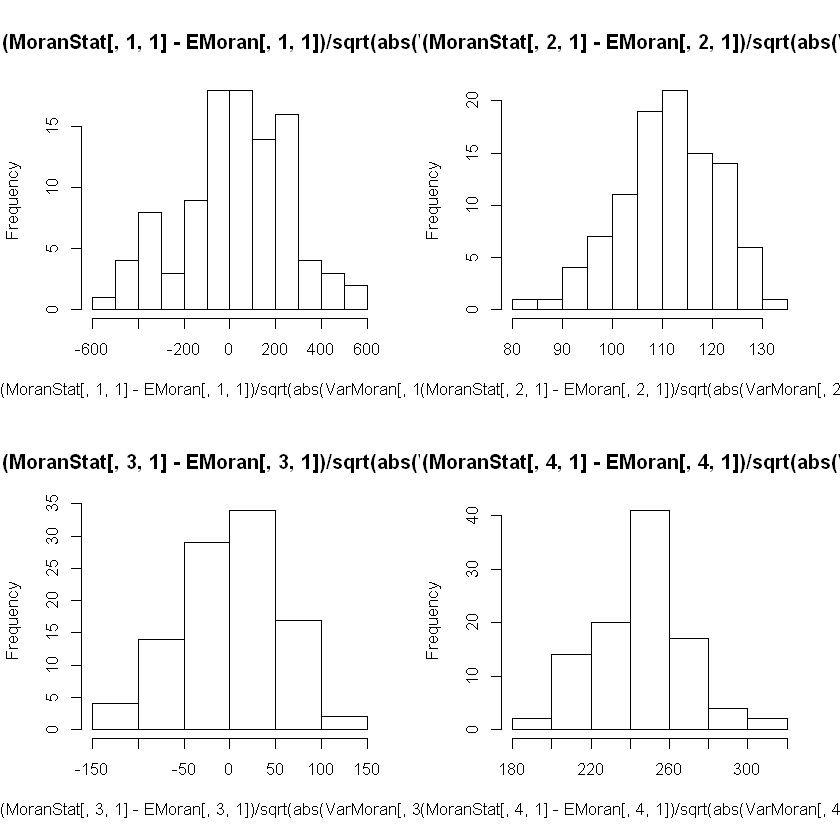 (MoranStat[, 1, 1] - EMoran[, 1, 1])/sqrt(abs('(MoranStat[, 2, 1] - EMoran[, 2, 1])/sqrt(abs(
Frequency
0 5 10 15
-600 -200 0 200 400 600
(MoranStat[, 1, 1] - EMoran[, 1, 1])/sqrt(abs(VarMoran[, 1
Frequency
0 5 10 15 20
80 90 100 110 120 130
(MoranStat[, 2, 1] - EMoran[, 2, 1])/sqrt(abs(VarMoran[, 2
(MoranStat[, 3, 1] - EMoran[, 3, 1])/sqrt(abs('(MoranStat[, 4, 1] - EMoran[, 4, 1])/sqrt(abs(
Frequency
0 5 10 15 20 25 30 35
-150 -50 0 50 100 150
(MoranStat[, 3, 1] - EMoran[, 3, 1])/sqrt(abs(VarMoran[, 3
Frequency
0 10 20 30 40
180 220 260 300
(MoranStat[, 4, 1] - EMoran[, 4, 1])/sqrt(abs(VarMoran[, 4